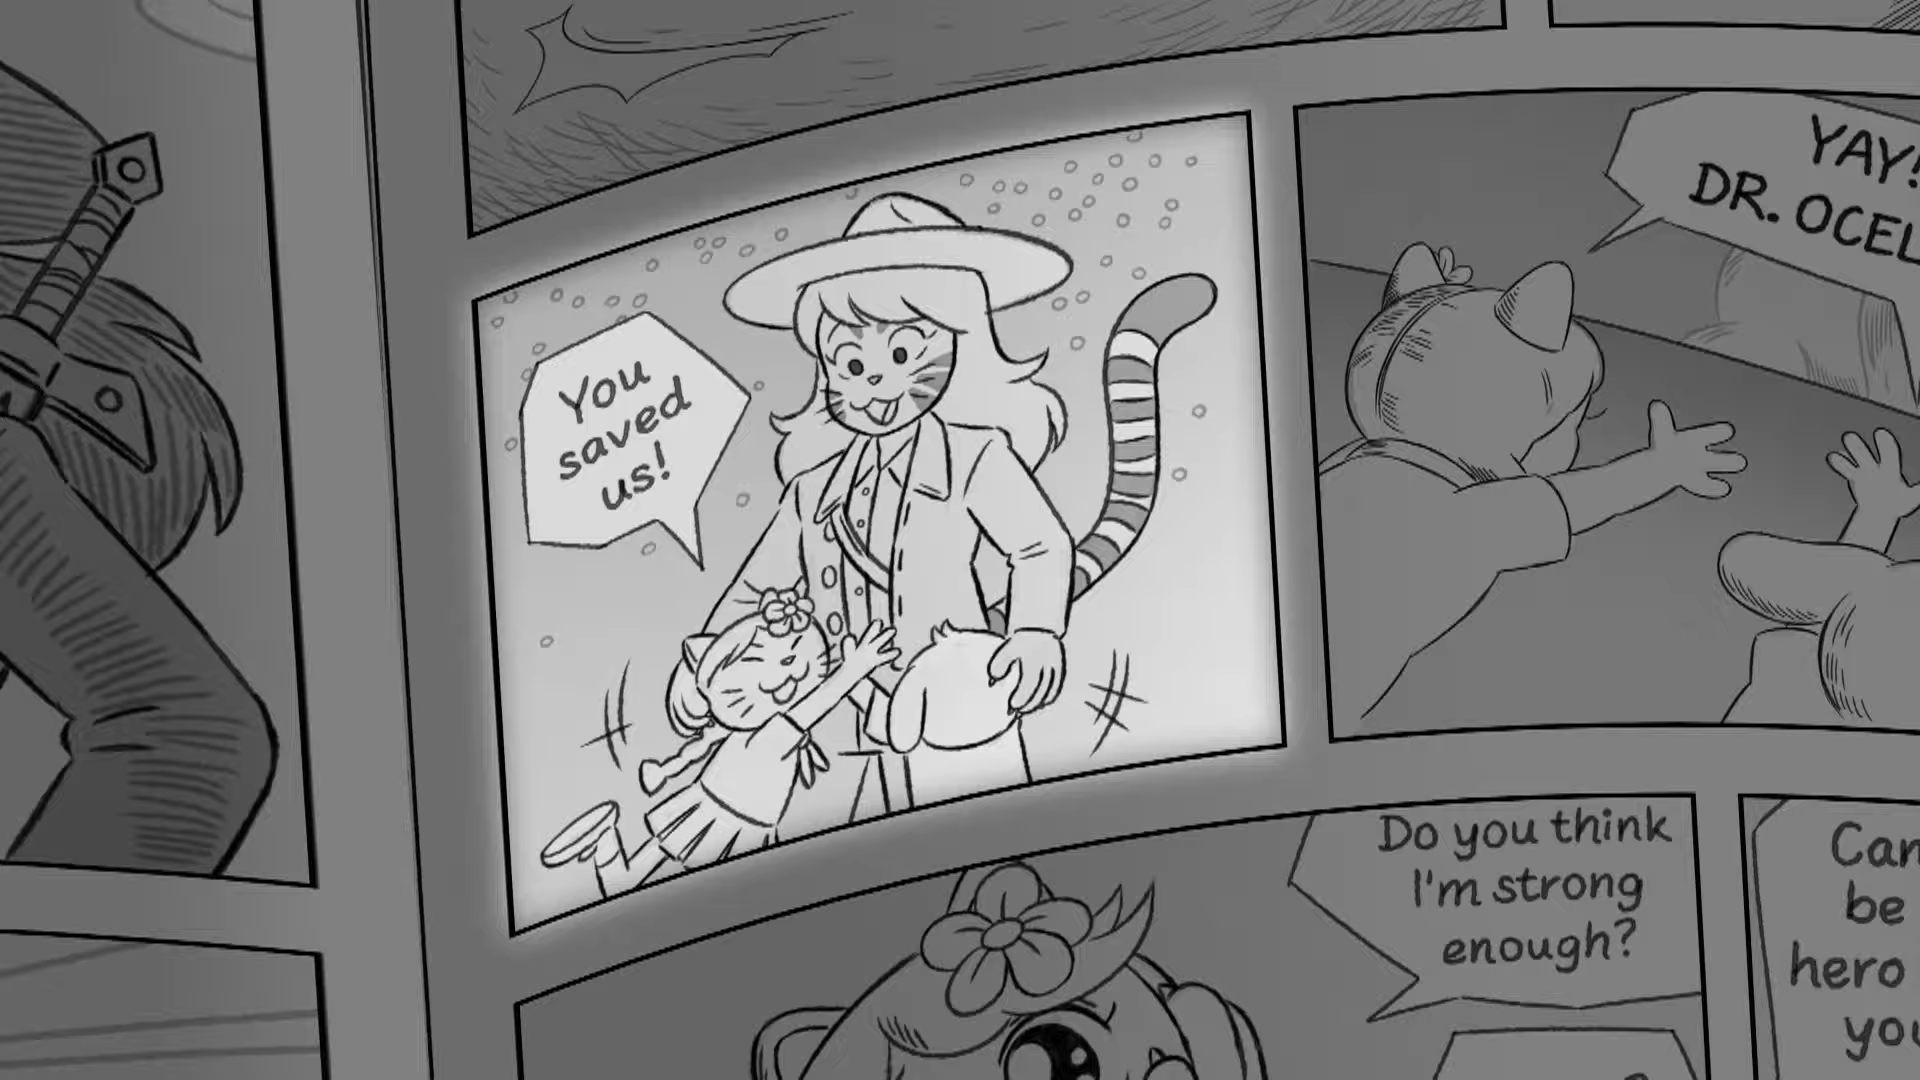 You
saved
us!
YAY!
DR. OCEL
Do you think
I'm strong
enough?
Can
be
hero
you